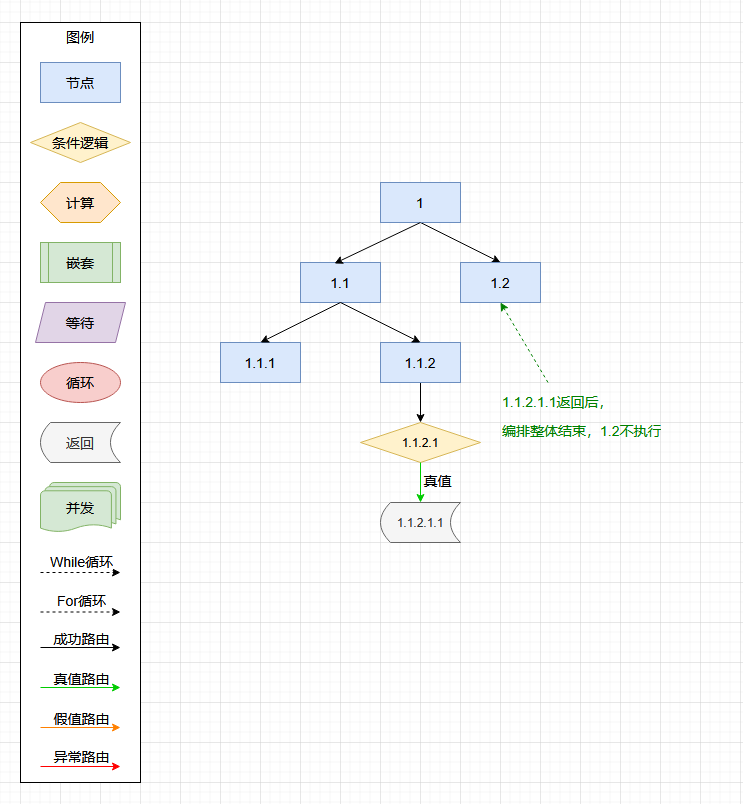 图例
节点
条件逻辑
计算
嵌套
等待
循环
返回
并发
While循环
For循环
成功路由
真值路由
假值路由
异常路由
1
1.1
1.2
1.1.1
1.1.2
1.1.2.1.1返回后，
编排整体结束，1.2不执行
1.1.2.1
真值
1.1.2.1.1